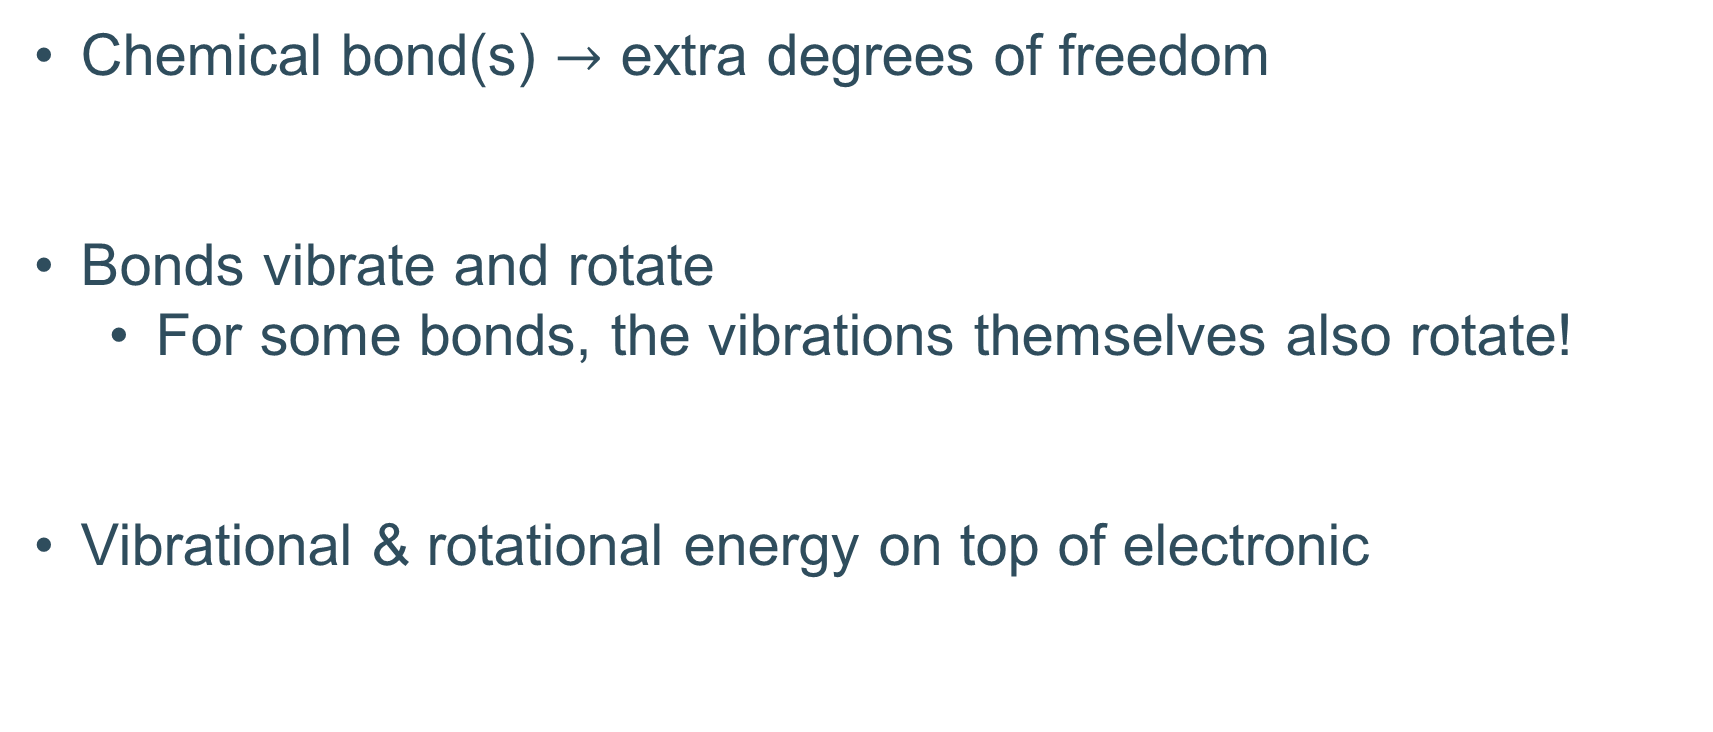 • Chemical bond(s) → extra degrees of freedom
• Bonds vibrate and rotate
• For some bonds, the vibrations themselves also rotate!
• Vibrational & rotational energy on top of electronic